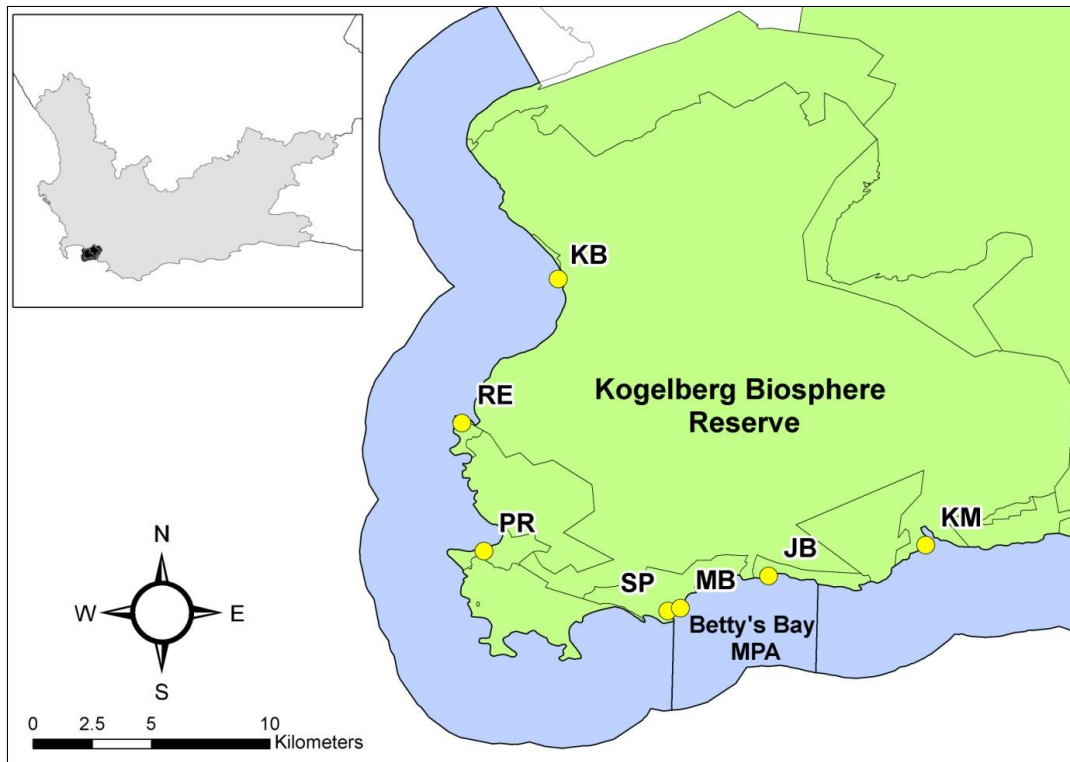 KB
RE
Kogelberg Biosphere
Reserve
PR
KM
JB
SP
MB
Betty's Bay
MPA
N
W
E
S
0 2.5 5 10
Kilometers